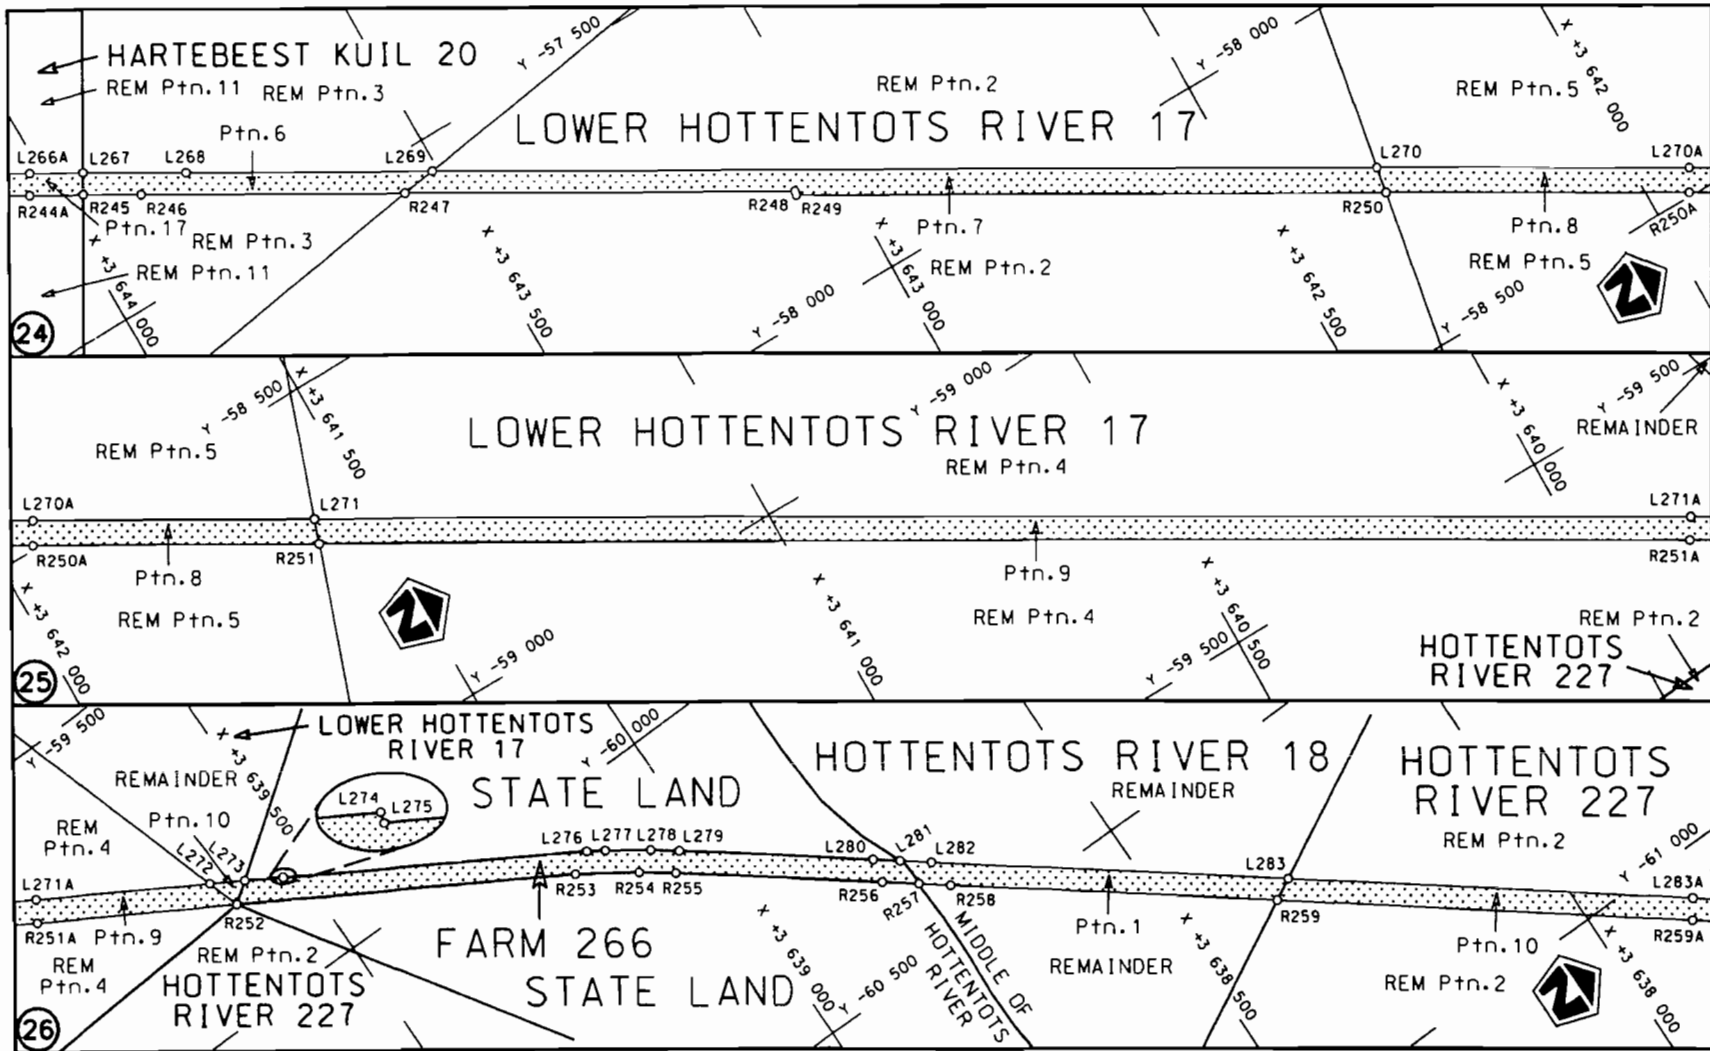 HARTEBEEST KUIL 20
REM Ptn.11
REM Ptn.3
Ptn.6
Y -57 500
REM Ptn.2
LOWER HOTTENTOTS RIVER 17
Y -58 000
REM Ptn.5
X +3 642 000
L266A
L267
L268
L269
L270
L270A
R244A
R245
R246
R247
R248
R249
R250
R250A
Ptn.17
REM Ptn.3
REM Ptn.11
X +3 644 000
X +3 643 500
Y -58 000
X +3 643 000
Ptn.7
REM Ptn.2
X +3 642 500
Y -58 500
Ptn.8
REM Ptn.5
N
24
Y -58 500
X +3 641 500
REM Ptn.5
LOWER HOTTENTOTS RIVER 17
REM Ptn.4
Y -59 000
X +3 640 000
Y -59 500
REMAINDER
L270A
L271
L271A
R250A
R251
R251A
Ptn.8
REM Ptn.5
X +3 642 000
N
Y -59 000
X +3 641 000
Ptn.9
REM Ptn.4
Y -59 500
X +3 640 500
REM Ptn.2
HOTTENTOTS
RIVER 227
25
Y -59 500
X +3 639 500
LOWER HOTTENTOTS
RIVER 17
REMAINDER
Ptn.10
REM
Ptn.4
L274
L275
STATE LAND
Y -60 000
HOTTENTOTS RIVER 18
REMAINDER
HOTTENTOTS
RIVER 227
REM Ptn.2
Y -61 000
L271A
L272
L273
L276
L277
L278
L279
L280
L281
L282
L283
L283A
R251A
R252
R253
R254
R255
R256
R257
R258
R259
R259A
Ptn.9
REM
Ptn.4
REM Ptn.2
HOTTENTOTS
RIVER 227
FARM 266
STATE LAND
X +3 639 000
Y -60 500
MIDDLE OF
HOTTENTOTS
RIVER
Ptn.1
REMAINDER
X +3 638 500
Ptn.10
REM Ptn.2
N
X +3 638 000
26